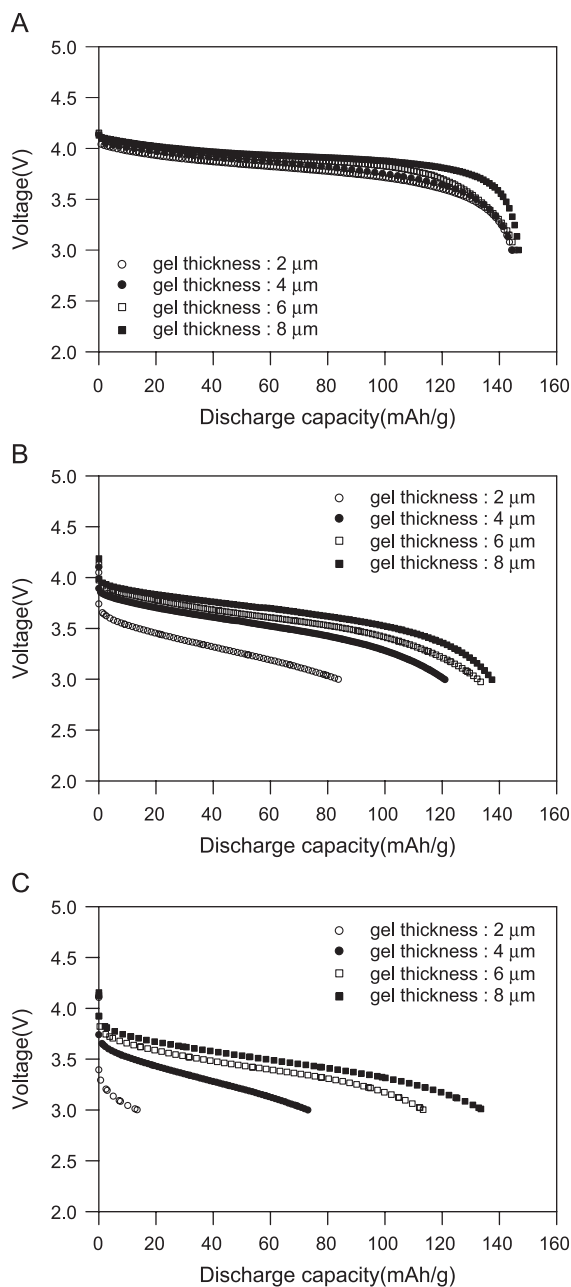 A
5.0
4.5
4.0
3.5
3.0
2.5
2.0
Voltage(V)
gel thickness : 2 μm
gel thickness : 4 μm
gel thickness : 6 μm
gel thickness : 8 μm
0 20 40 60 80 100 120 140 160
Discharge capacity(mAh/g)
B
5.0
4.5
4.0
3.5
3.0
2.5
2.0
Voltage(V)
gel thickness : 2 μm
gel thickness : 4 μm
gel thickness : 6 μm
gel thickness : 8 μm
0 20 40 60 80 100 120 140 160
Discharge capacity(mAh/g)
C
5.0
4.5
4.0
3.5
3.0
2.5
2.0
Voltage(V)
gel thickness : 2 μm
gel thickness : 4 μm
gel thickness : 6 μm
gel thickness : 8 μm
0 20 40 60 80 100 120 140 160
Discharge capacity(mAh/g)